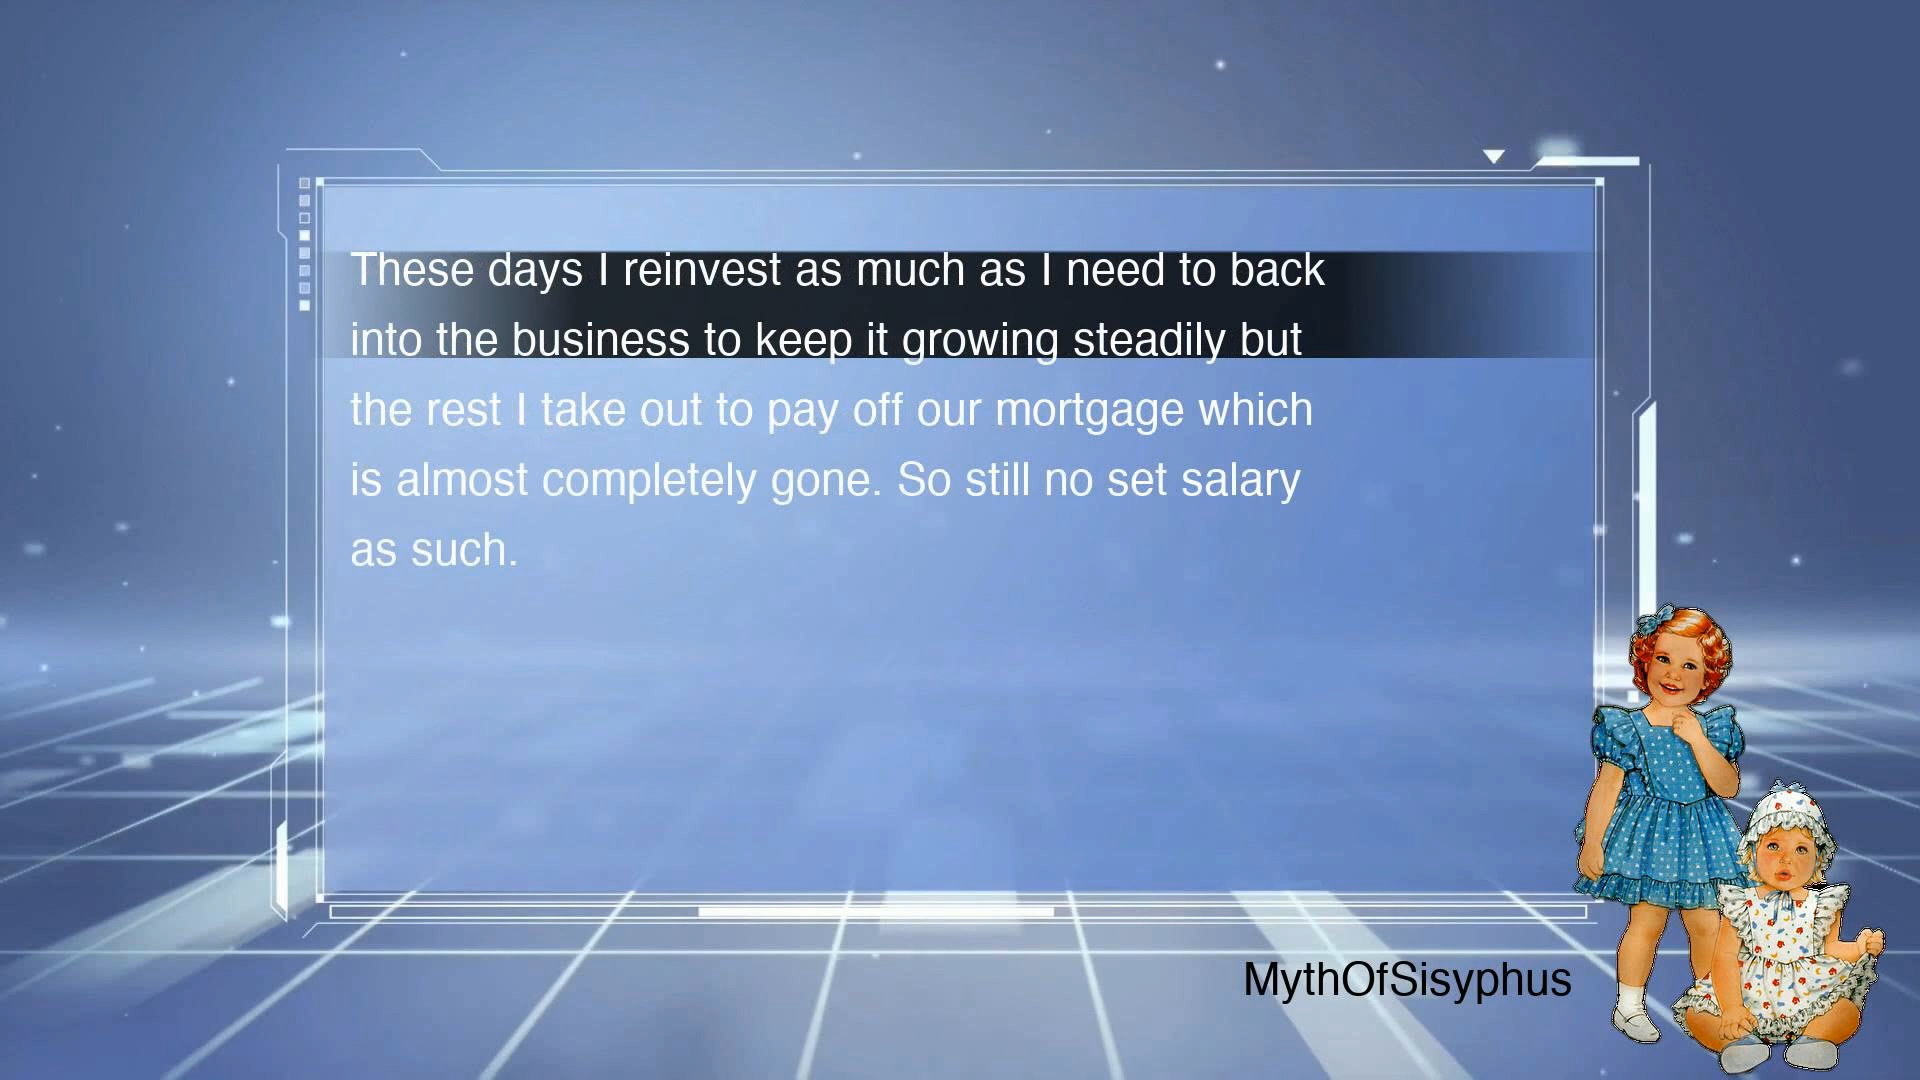 These days I reinvest as much as I need to back
into the business to keep it growing steadily but
the rest I take out to pay off our mortgage which
is almost completely gone. So still no set salary
as such.
MythOfSisyphus